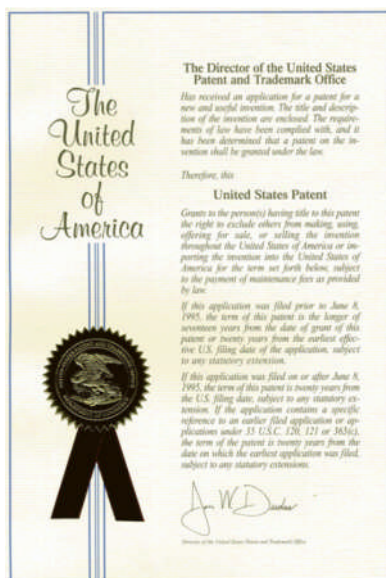 The
United
States
of
America
The Director of the United States
Patent and Trademark Office
Has received an application for a patent for a
new and useful invention. The title and descrip-
tion of the invention are enclosed. The require-
ments of law have been complied with, and it
has been determined that a patent on the in-
vention shall be granted under the law.
Therefore, this
United States Patent
Grants to the person(s) having title to this patent
the right to exclude others from making, using,
offering for sale, or selling the invention
throughout the United States of America or im-
porting the invention into the United States of
America for the term set forth below, subject
to the payment of maintenance fees as provided
by law.
If this application was filed prior to June 8,
1995, the term of this patent is the longer of
seventeen years from the date of grant of this
patent or twenty years from the earliest effec-
tive U.S. filing date of the application, subject
to any statutory extension.
If this application was filed on or after June 8,
1995, the term of this patent is twenty years from
the U.S. filing date, subject to any statutory ex-
tension. If the application contains a specific
reference to an earlier filed application or ap-
plications under 35 U.S.C. 120, 121 or 365(c),
the term of the patent is twenty years from the
date on which the earliest application was filed,
subject to any statutory extensions.
Director of the United States Patent and Trademark Office